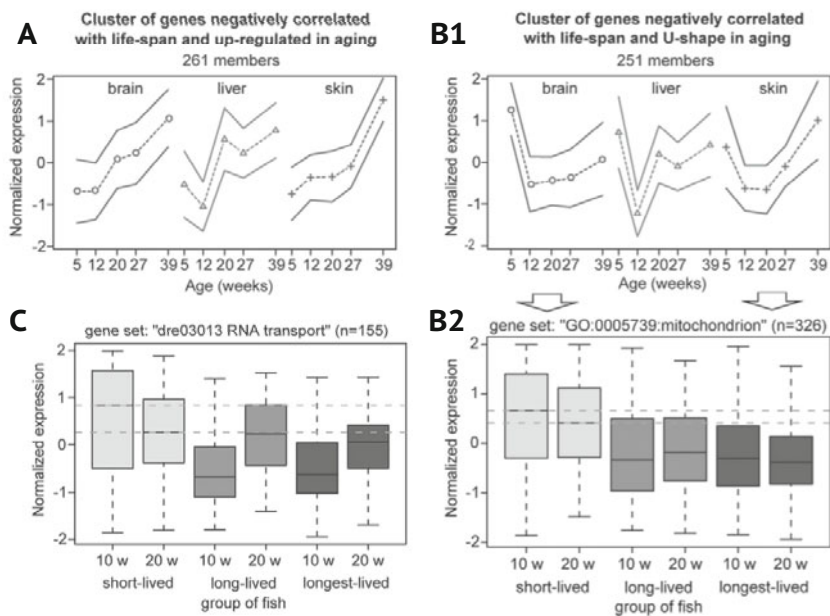 A
Cluster of genes negatively correlated
with life-span and up-regulated in aging
261 members
brain liver skin
Normalized expression
2
1
0
-1
-2
5 12 20 27 39 5 12 20 27 39 5 12 20 27 39
Age (weeks)
B1
Cluster of genes negatively correlated
with life-span and U-shape in aging
251 members
brain liver skin
Normalized expression
2
1
0
-1
-2
5 12 20 27 39 5 12 20 27 39 5 12 20 27 39
Age (weeks)
C
gene set: "dre03013 RNA transport" (n=155)
Normalized expression
2
1
0
-1
-2
10 w 20 w 10 w 20 w 10 w 20 w
short-lived long-lived longest-lived
group of fish
B2
gene set: "GO:0005739:mitochondrion" (n=326)
Normalized expression
2
1
0
-1
-2
10 w 20 w 10 w 20 w 10 w 20 w
short-lived long-lived longest-lived
group of fish